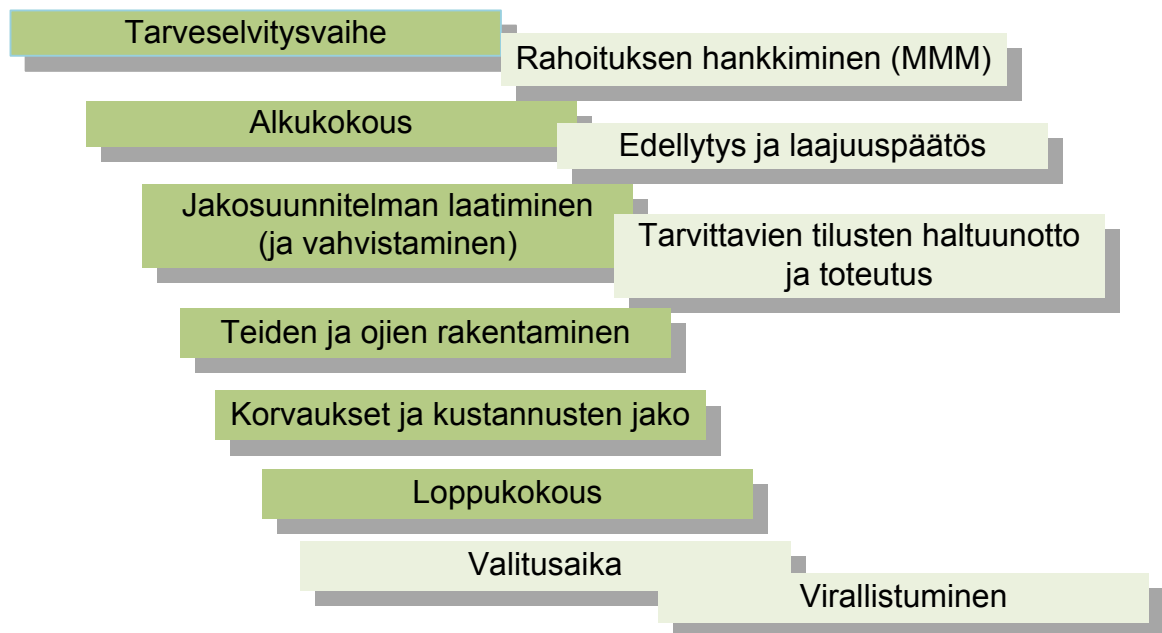 Tarveselvitysvaihe
Rahoituksen hankkiminen (MMM)
Alkukokous
Edellytys ja laajuuspäätös
Jakosuunnitelman laatiminen
(ja vahvistaminen)
Tarvittavien tilusten haltuunotto
ja toteutus
Teiden ja ojien rakentaminen
Korvaukset ja kustannusten jako
Loppukokous
Valitusaika
Virallistuminen